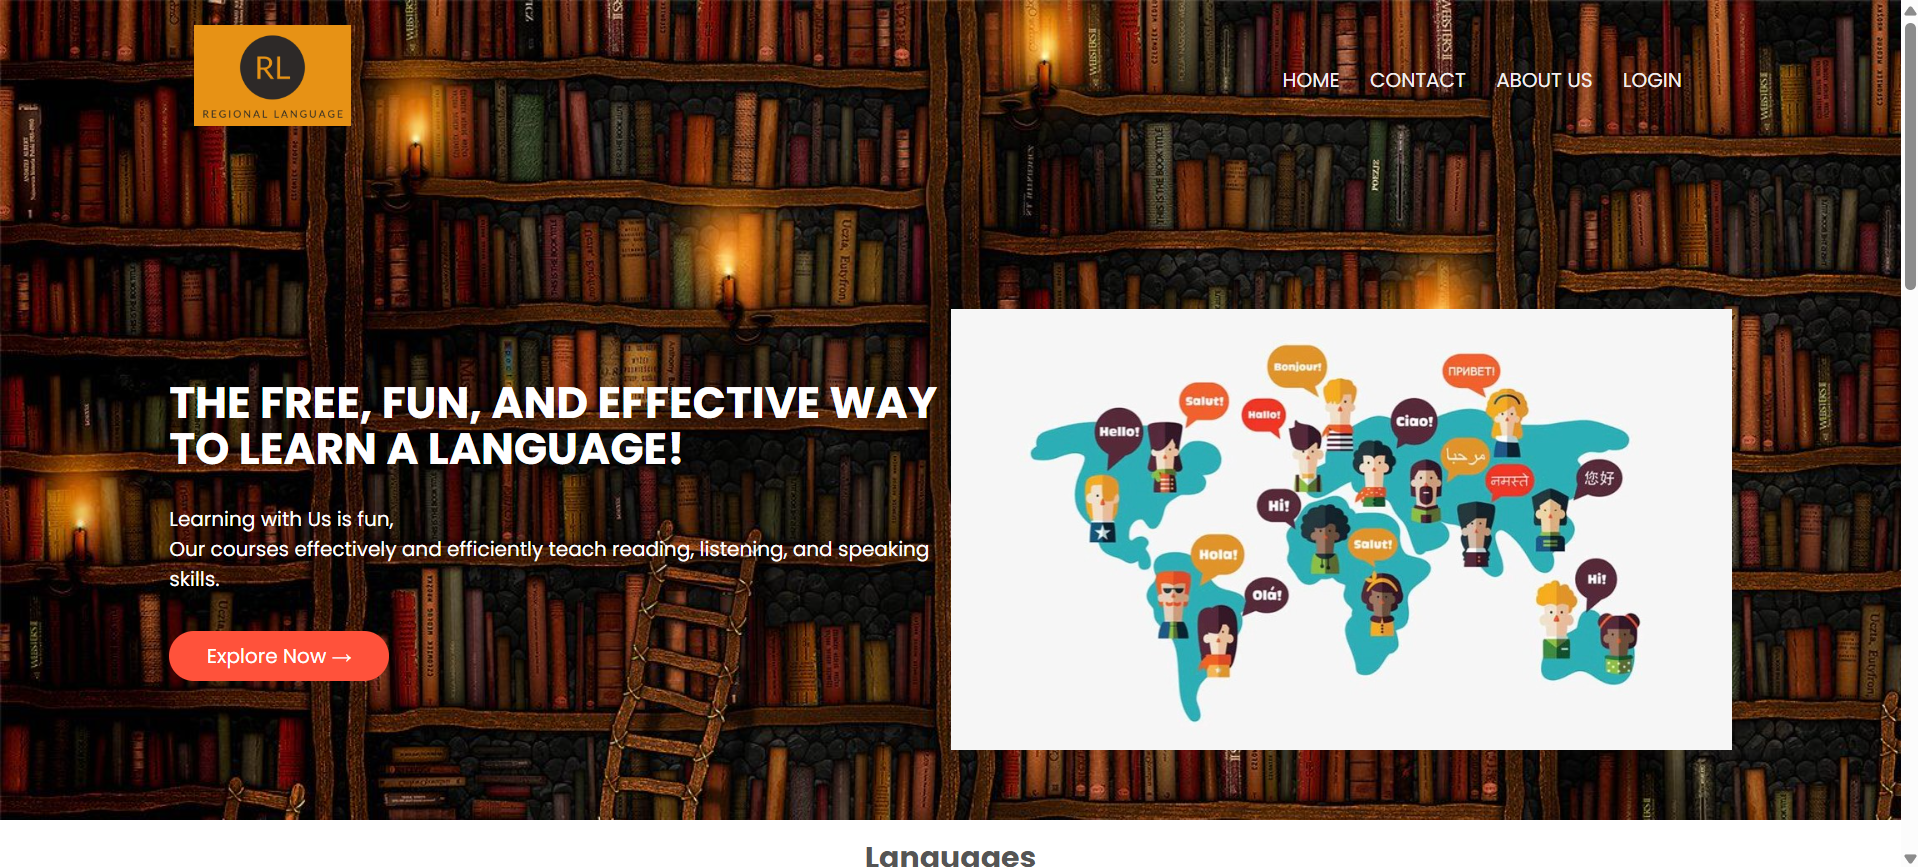 RL
REGIONAL LANGUAGE
HOME CONTACT ABOUT US LOGIN
THE FREE, FUN, AND EFFECTIVE WAY
TO LEARN A LANGUAGE!
Learning with Us is fun,
Our courses effectively and efficiently teach reading, listening, and speaking
skills.
Explore Now →
Bonjour!
ПРИВЕТ!
Salut!
Hallo!
Ciao!
Hello!
مرحبا
नमस्ते
您好
Hi!
Salut!
Hola!
Olá!
Hi!
Languages